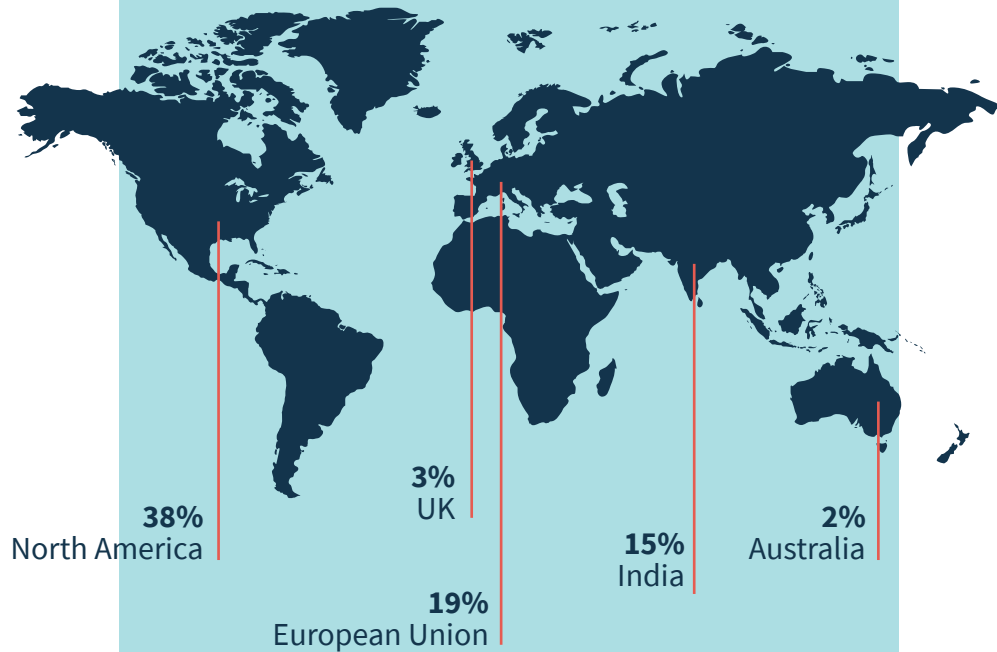 38%
North America
3%
UK
19%
European Union
15%
India
2%
Australia